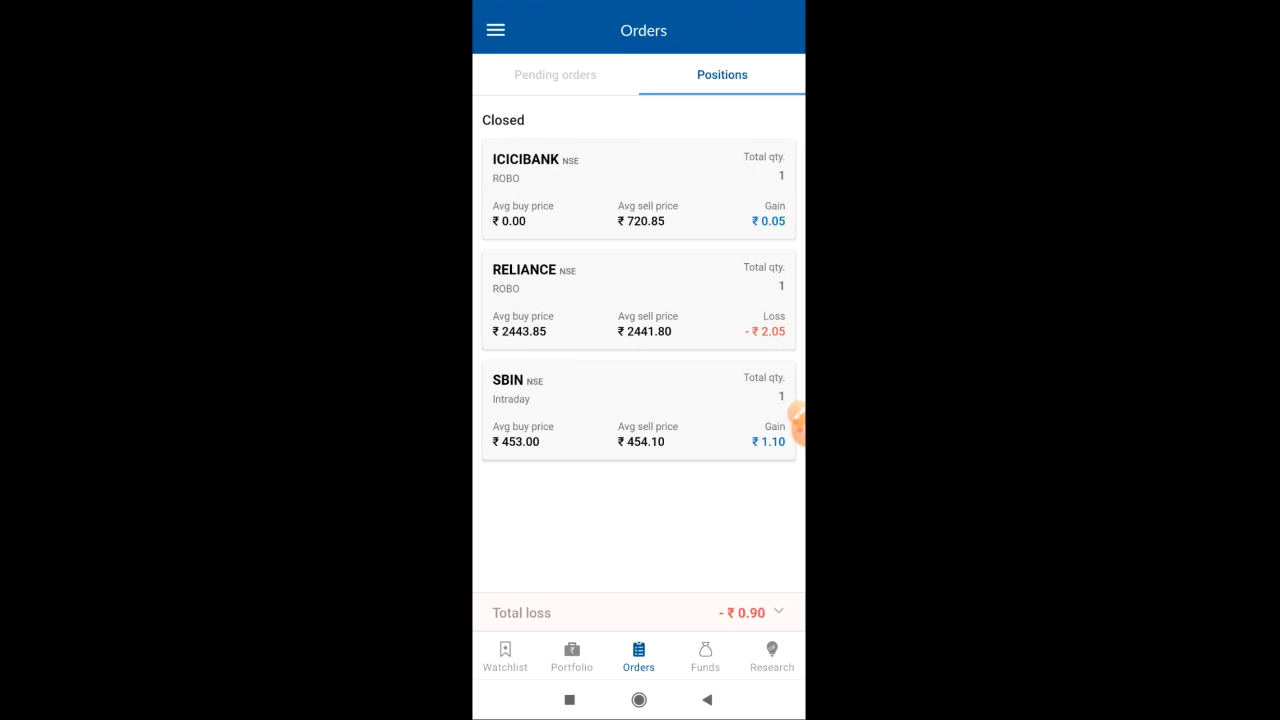 Orders
Pending orders Positions
Closed
ICICIBANK NSE Total qty.
ROBO 1
Avg buy price Avg sell price Gain
₹ 0.00 ₹ 720.85 ₹ 0.05
RELIANCE NSE Total qty.
ROBO 1
Avg buy price Avg sell price Loss
₹ 2443.85 ₹ 2441.80 - ₹ 2.05
SBIN NSE Total qty.
Intraday 1
Avg buy price Avg sell price Gain
₹ 453.00 ₹ 454.10 ₹ 1.10
Total loss - ₹ 0.90
Watchlist Portfolio Orders Funds Research